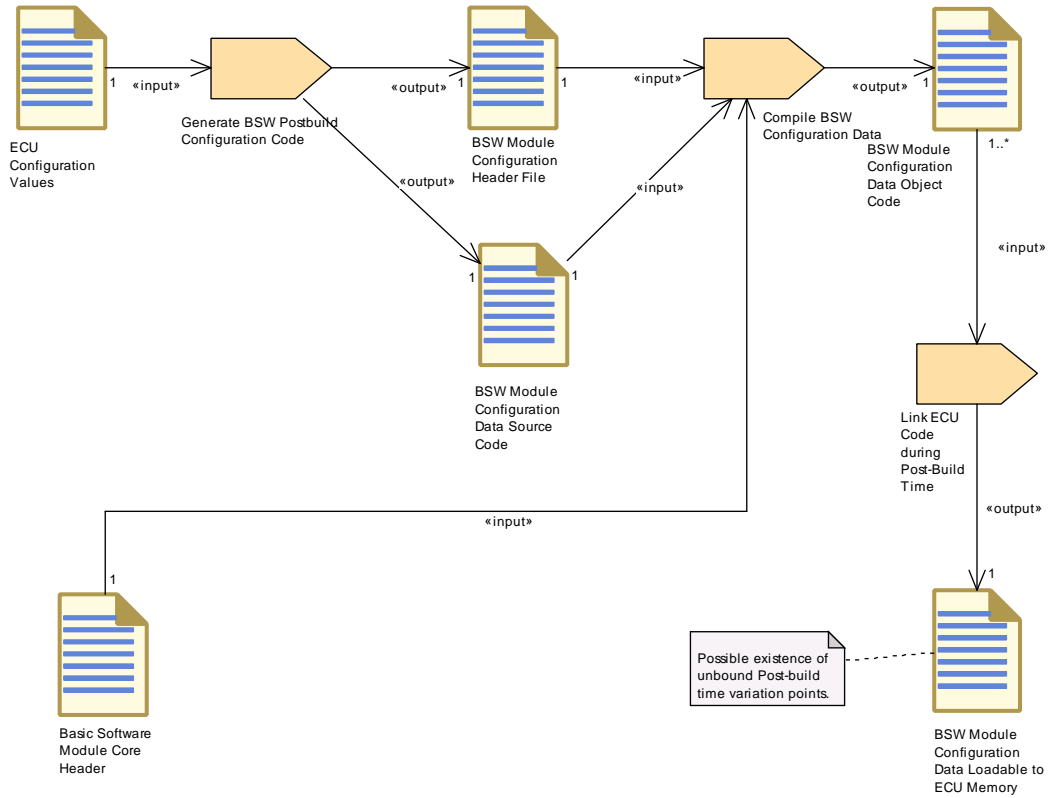 1
«input»
Generate BSW Postbuild
Configuration Code
«output»
1
1
«input»
Compile BSW
Configuration Data
«output»
1
ECU
Configuration
Values
BSW Module
Configuration
Header File
BSW Module
Configuration
Data Object
Code
1..*
«output»
«input»
«input»
1
1
BSW Module
Configuration
Data Source
Code
Link ECU
Code
during
Post-Build
Time
«input»
«output»
1
1
Possible existence of
unbound Post-build
time variation points.
Basic Software
Module Core
Header
BSW Module
Configuration
Data Loadable to
ECU Memory